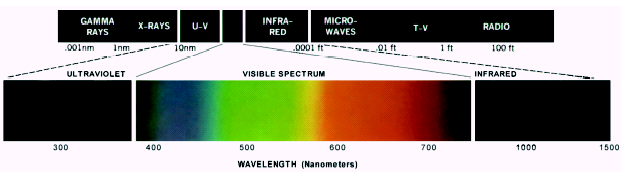 GAMMA RAYS X-RAYS U-V INFRA-RED MICRO-WAVES T-V RADIO
.001nm 1nm 10nm .0001 ft .01 ft 1 ft 100 ft
ULTRAVIOLET VISIBLE SPECTRUM INFRARED
300 400 500 600 700 1000 1500
WAVELENGTH (Nanometers)